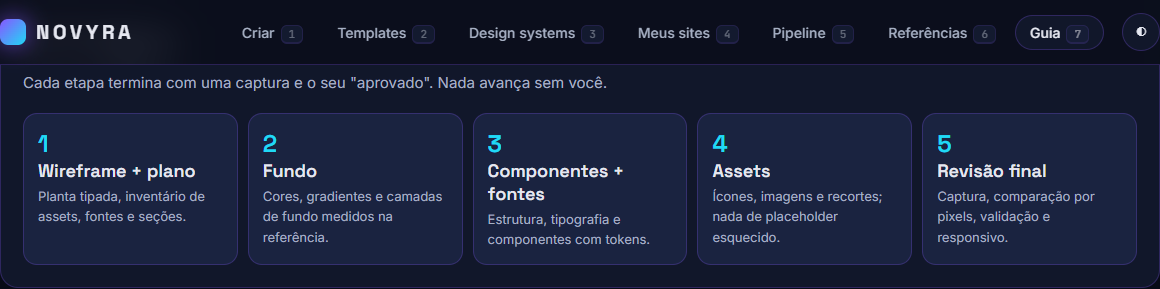 NOVYRA
Criar 1 Templates 2 Design systems 3 Meus sites 4 Pipeline 5 Referências 6 Guia 7
Cada etapa termina com uma captura e o seu "aprovado". Nada avança sem você.
1
Wireframe + plano
Planta tipada, inventário de
assets, fontes e seções.
2
Fundo
Cores, gradientes e camadas
de fundo medidos na
referência.
3
Componentes +
fontes
Estrutura, tipografia e
componentes com tokens.
4
Assets
Ícones, imagens e recortes;
nada de placeholder
esquecido.
5
Revisão final
Captura, comparação por
pixels, validação e
responsivo.